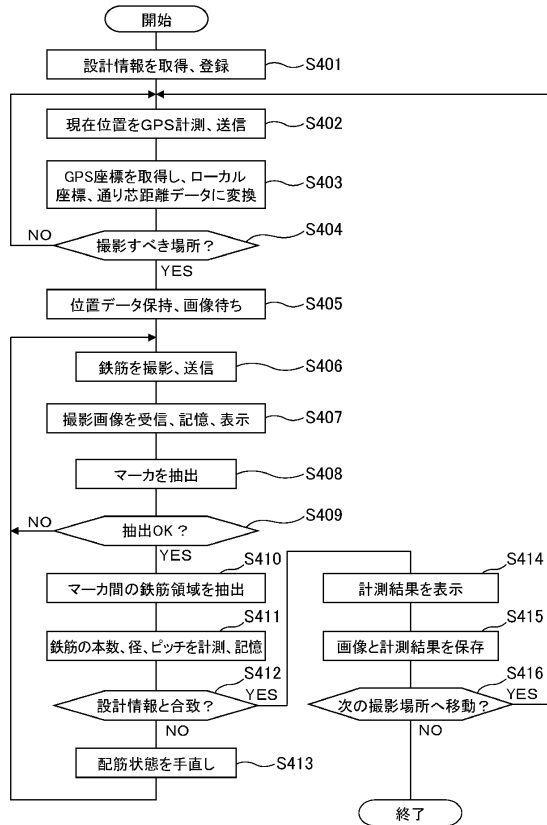 開始
設計情報を取得、登録
S401
現在位置をGPS計測、送信
S402
GPS座標を取得し、ローカル
座標、通り芯距離データに変換
S403
撮影すべき場所？
S404
NO
YES
位置データ保持、画像待ち
S405
鉄筋を撮影、送信
S406
撮影画像を受信、記憶、表示
S407
マーカを抽出
S408
抽出OK？
S409
NO
YES
マーカ間の鉄筋領域を抽出
S410
鉄筋の本数、径、ピッチを計測、記憶
S411
設計情報と合致？
S412
YES
NO
配筋状態を手直し
S413
計測結果を表示
S414
画像と計測結果を保存
S415
次の撮影場所へ移動？
S416
YES
NO
終了